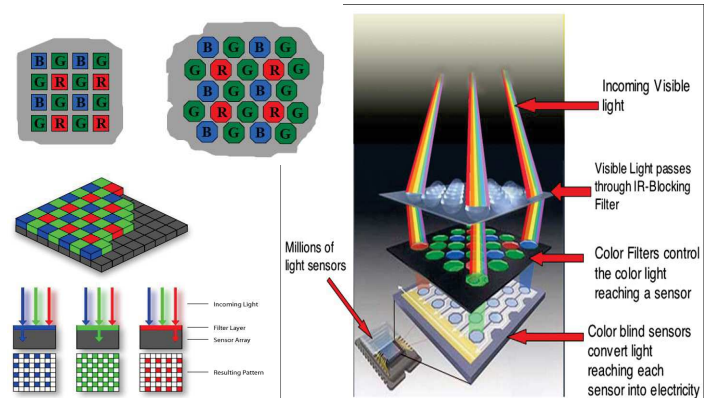 B G B G
G R G R
B G B G
G R G R
B G B G
G R G R G
B G B G
G R G R G
B G B G
Incoming Light
Filter Layer
Sensor Array
Resulting Pattern
Millions of
light sensors
Incoming Visible
light
Visible Light passes
through IR-Blocking
Filter
Color Filters control
the color light
reaching a sensor
Color blind sensors
convert light
reaching each
sensor into electricity